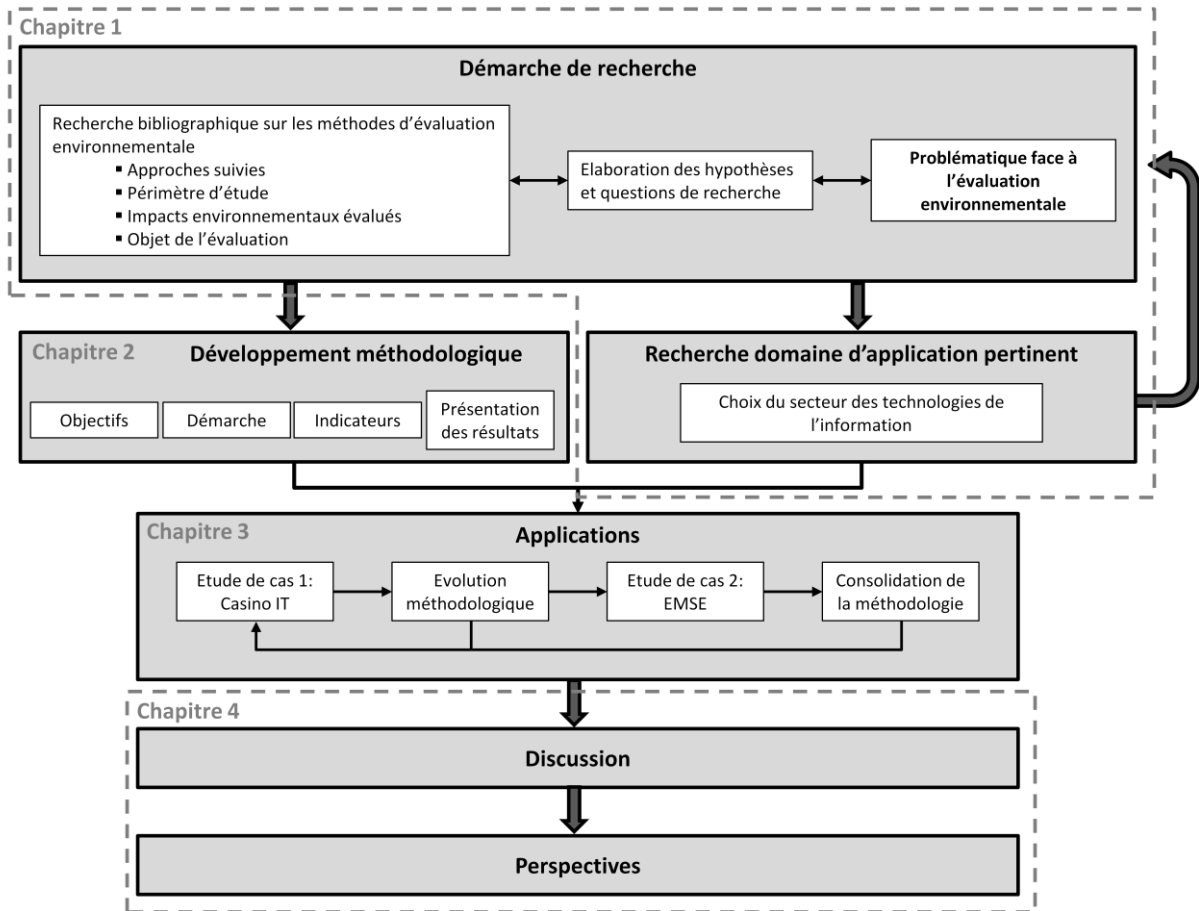 Chapitre 1
Démarche de recherche
Recherche bibliographique sur les méthodes d'évaluation
environnementale
▪ Approches suivies
▪ Périmètre d'étude
▪ Impacts environnementaux évalués
▪ Objet de l'évaluation
Elaboration des hypothèses
et questions de recherche
Problématique face à
l'évaluation
environnementale
Chapitre 2
Développement méthodologique
Objectifs
Démarche
Indicateurs
Présentation
des résultats
Recherche domaine d'application pertinent
Choix du secteur des technologies de
l'information
Chapitre 3
Applications
Etude de cas 1:
Casino IT
Evolution
méthodologique
Etude de cas 2:
EMSE
Consolidation de
la méthodologie
Chapitre 4
Discussion
Perspectives